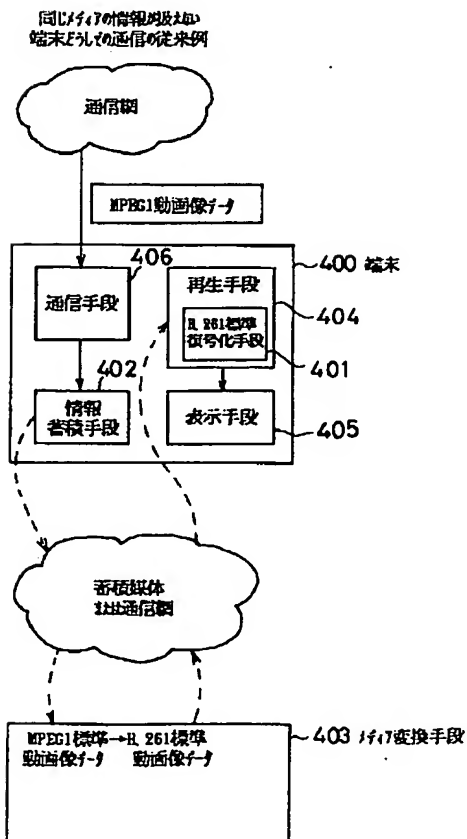 同じメディアの情報が扱えない
端末どうしでの通信の従来例
通信網
MPEG1動画像データ
400 端末
406
通信手段
再生手段
404
H.261標準
復号化手段
401
402
情報
蓄積手段
表示手段
405
蓄積媒体
または通信網
MPEG1標準→H.261標準
動画像データ 動画像データ
403 メディア変換手段